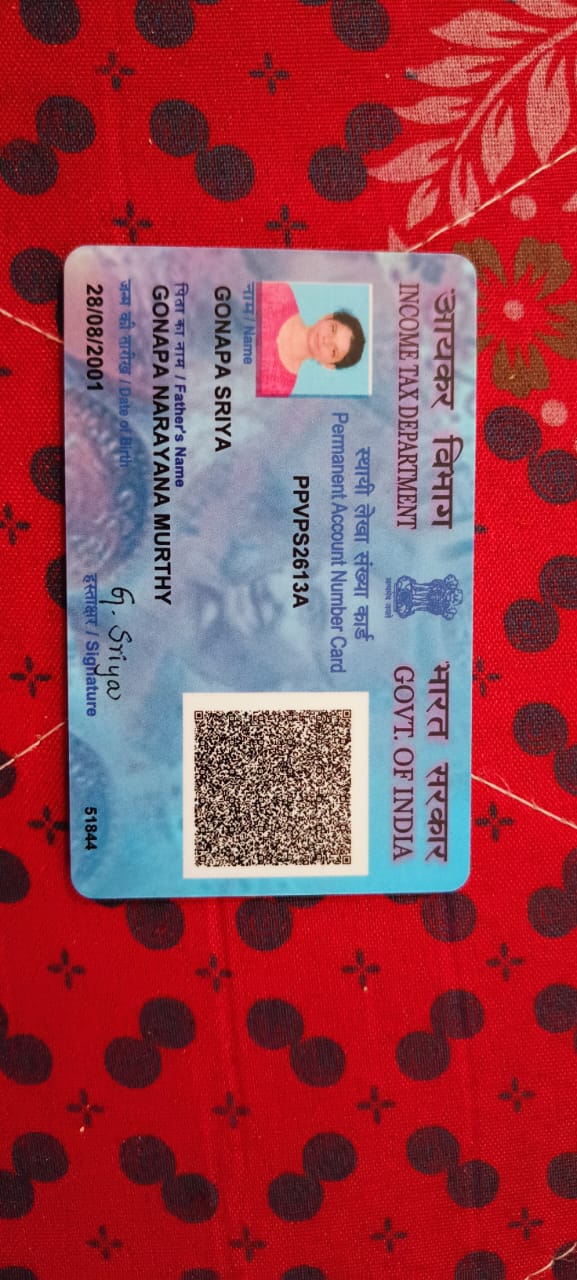 आयकर विभाग
INCOME TAX DEPARTMENT
भारत सरकार
GOVT. OF INDIA
स्थायी लेखा संख्या कार्ड
Permanent Account Number Card
PPVPS2613A
नाम / Name
GONAPA SRIYA
पिता का नाम / Father's Name
GONAPA NARAYANA MURTHY
जन्म की तारीख / Date of Birth
28/08/2001
G. Sriya
हस्ताक्षर / Signature
51844